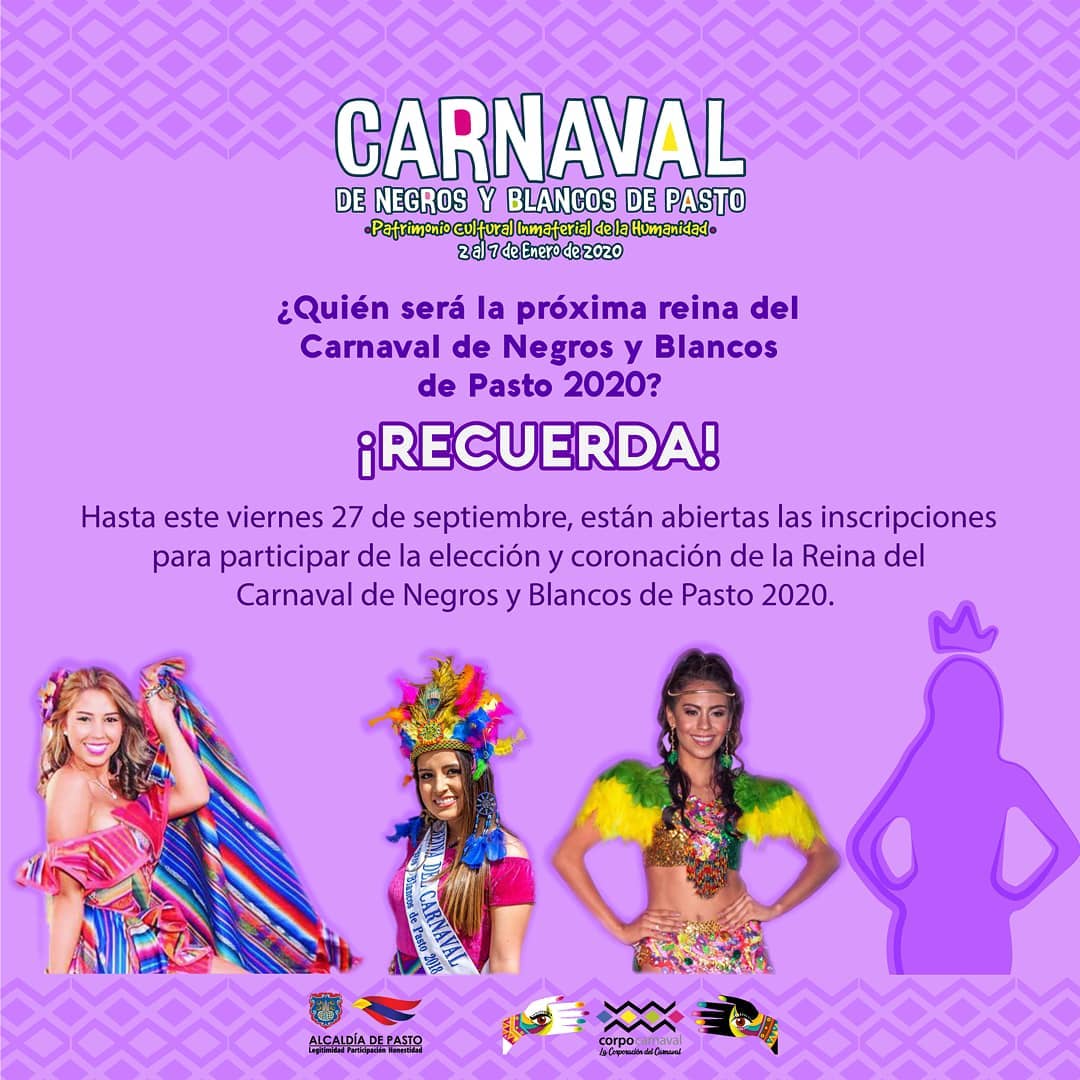 CARNAVAL
DE NEGROS Y BLANCOS DE PASTO
•Patrimonio Cultural Inmaterial de la Humanidad•
2 al 7 de Enero de 2020
¿Quién será la próxima reina del
Carnaval de Negros y Blancos
de Pasto 2020?
¡RECUERDA!
Hasta este viernes 27 de septiembre, están abiertas las inscripciones
para participar de la elección y coronación de la Reina del
Carnaval de Negros y Blancos de Pasto 2020.
REINA DEL CARNAVAL
Blancos de Pasto 2018
ALCALDÍA DE PASTO
Legitimidad Participación Honestidad
corpocarnaval
La Corporación del Carnaval